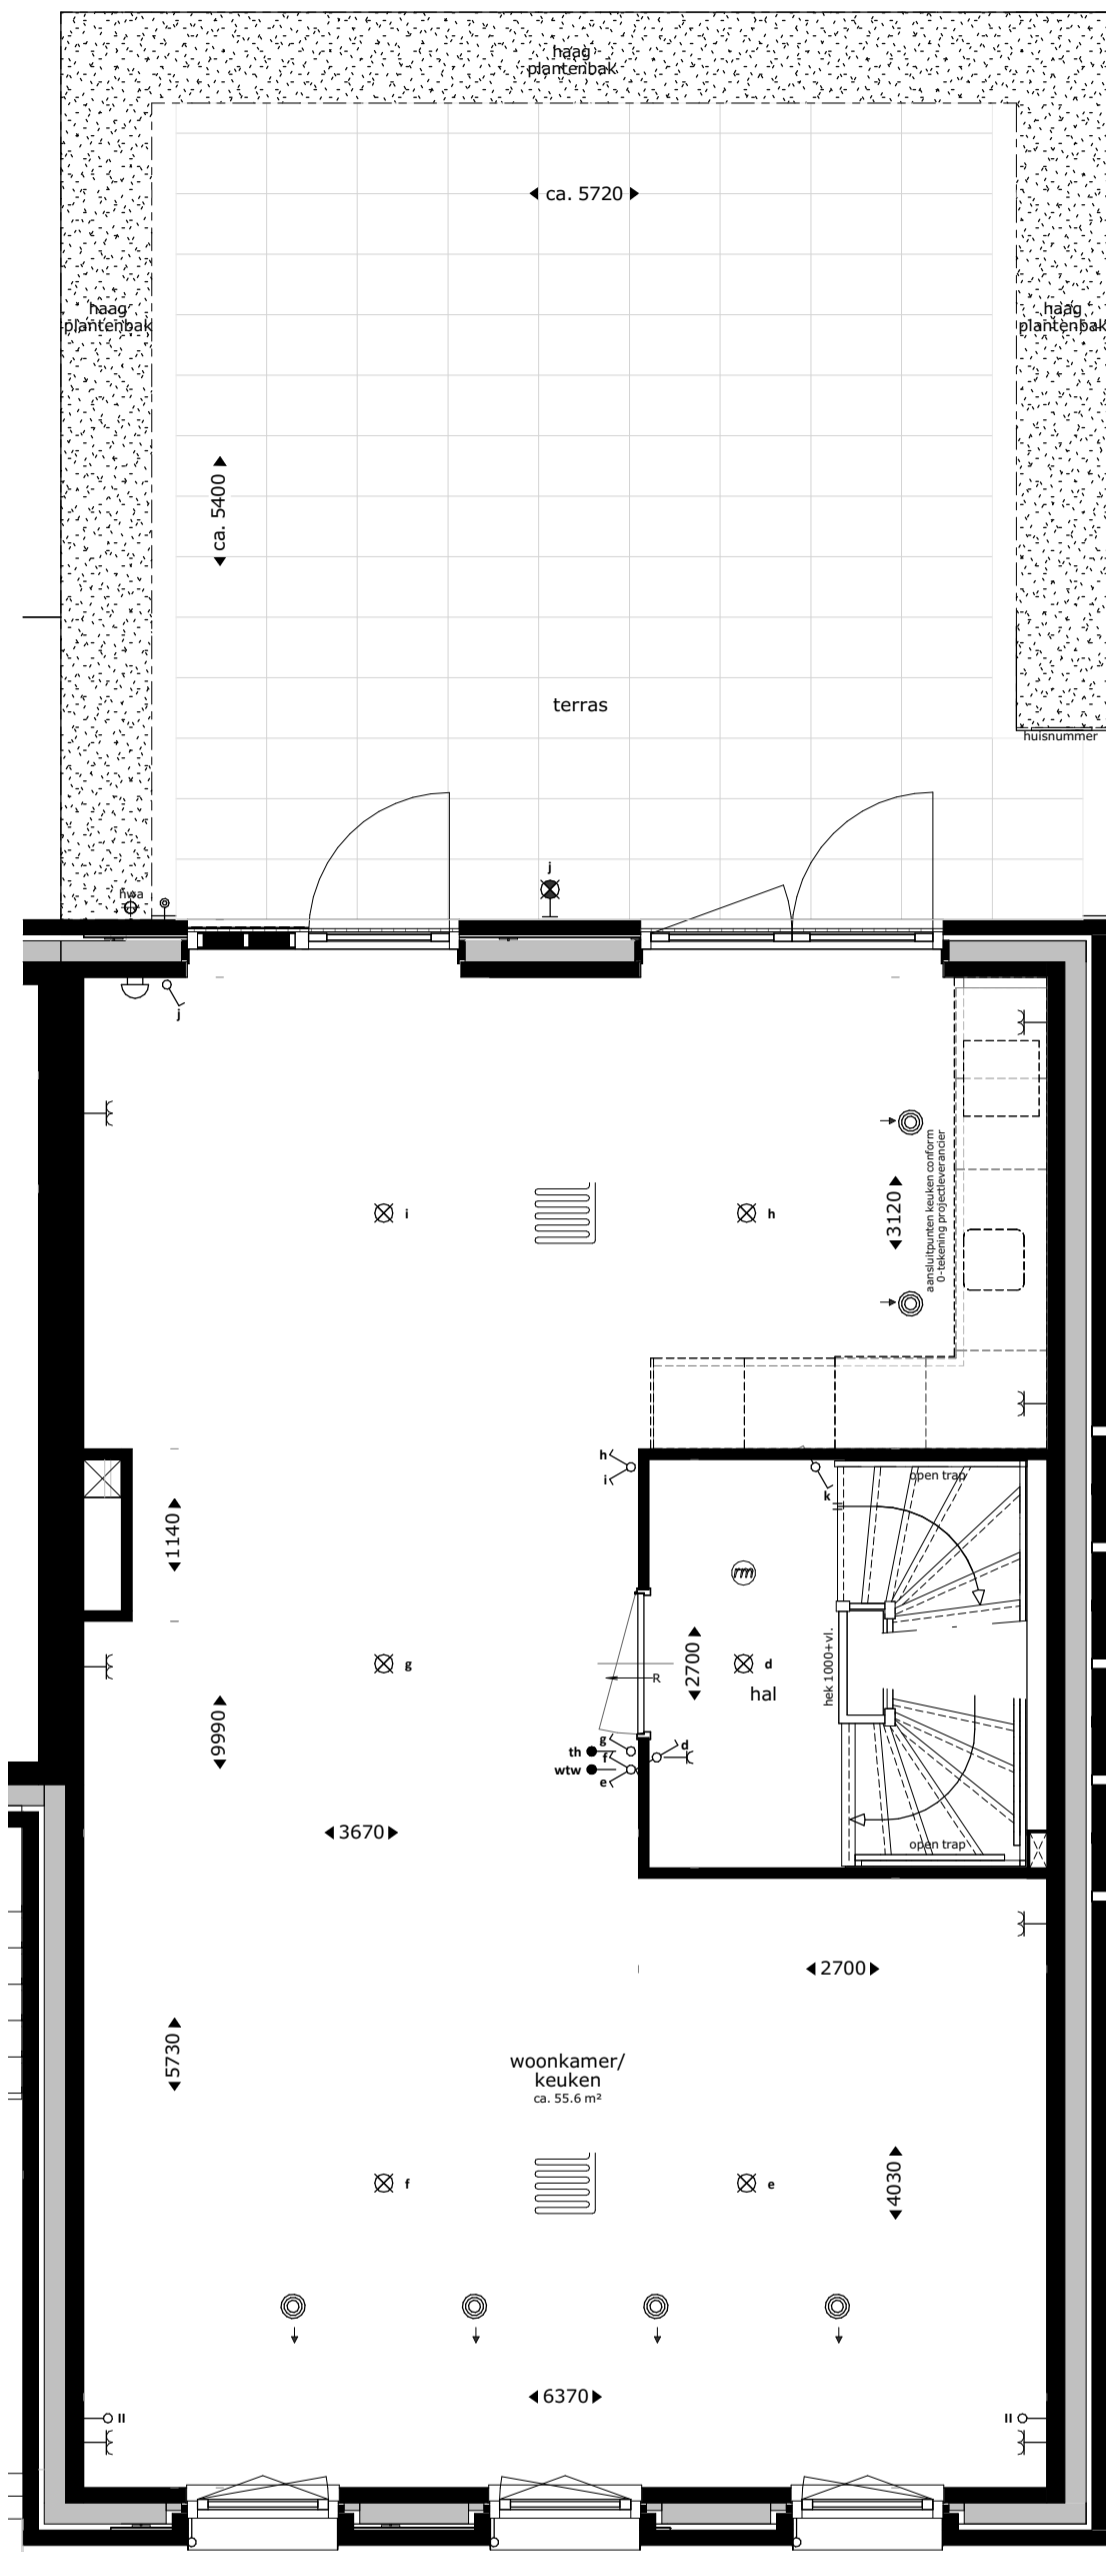 haag
plantenbak
ca. 5720
haag
plantenbak
haag
plantenbak
ca. 5400
terras
huisnummer
j
hwa
j
i
h
3120
aansluitpunten keuken conform
0-tekening projectleverancier
h
i
k
open trap
1140
rm
g
d
2700
R
hal
hek 1000+vl.
9990
g
th
f
d
wtw
e
3670
open trap
2700
5730
woonkamer/
keuken
ca. 55.6 m²
f
e
4030
6370
II
II